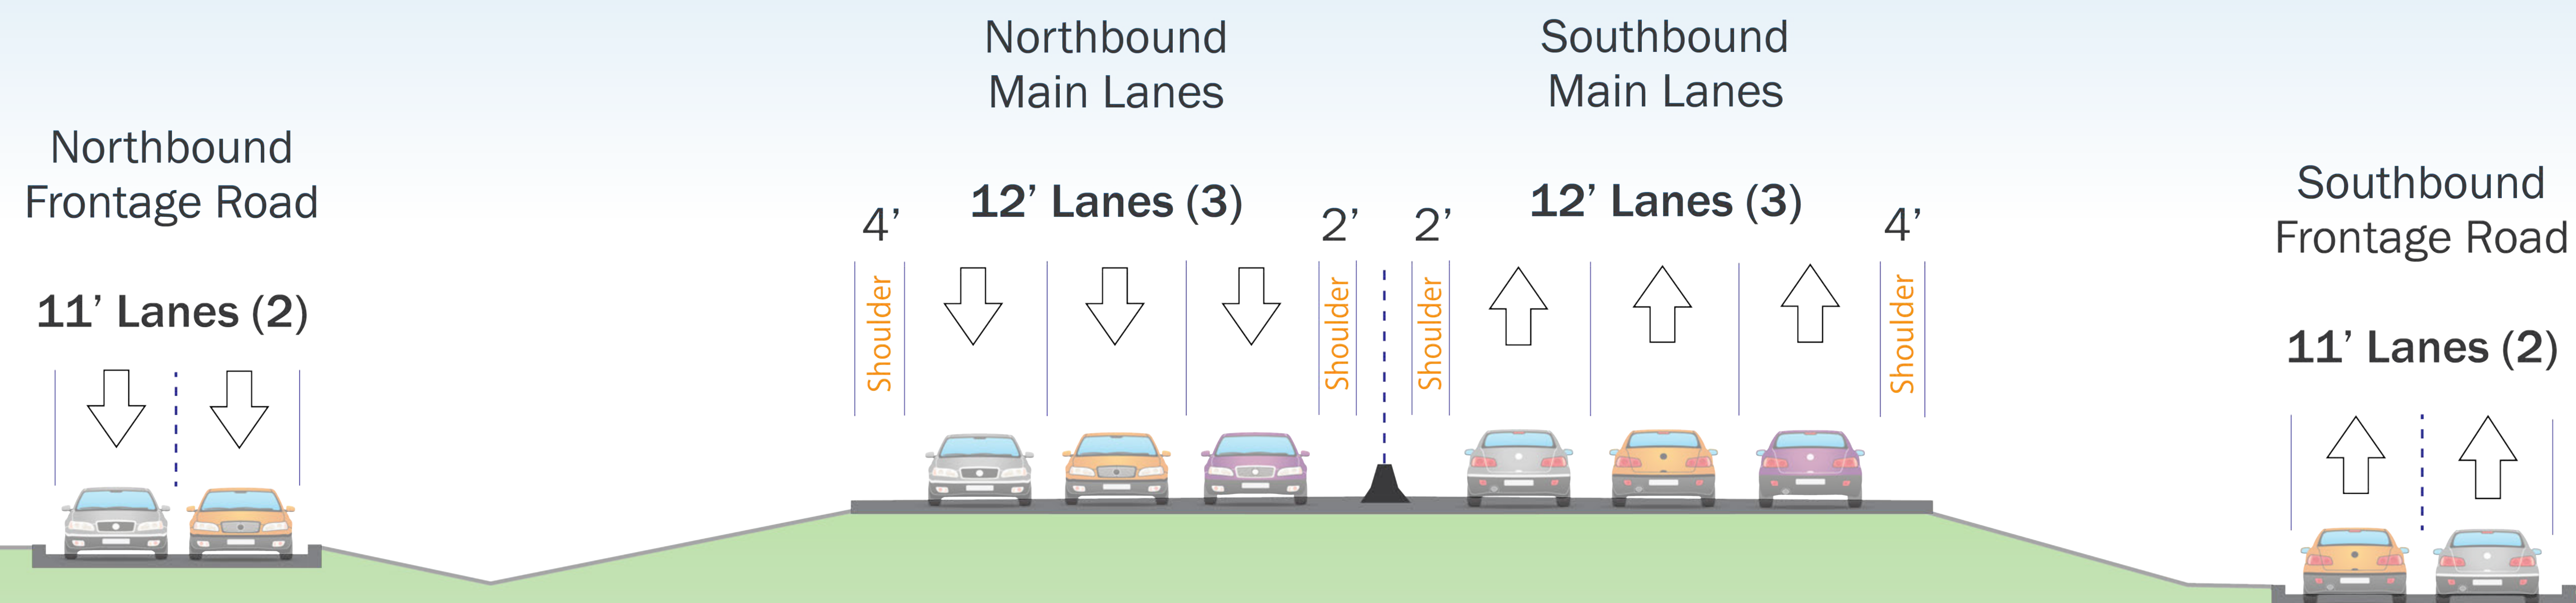 Northbound
Frontage Road
11’ Lanes (2)
Northbound
Main Lanes
4’
12’ Lanes (3)
2’
Shoulder
Shoulder
Southbound
Main Lanes
2’
12’ Lanes (3)
4’
Shoulder
Shoulder
Southbound
Frontage Road
11’ Lanes (2)